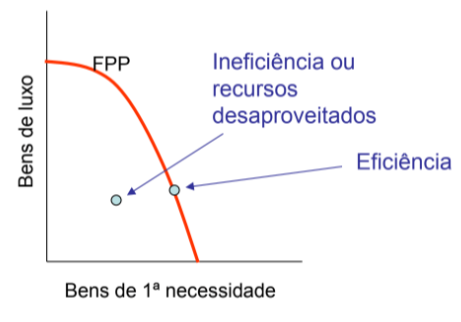 FPP
Ineficiência ou
recursos
desaproveitados
Eficiência
Bens de luxo
Bens de 1ª necessidade